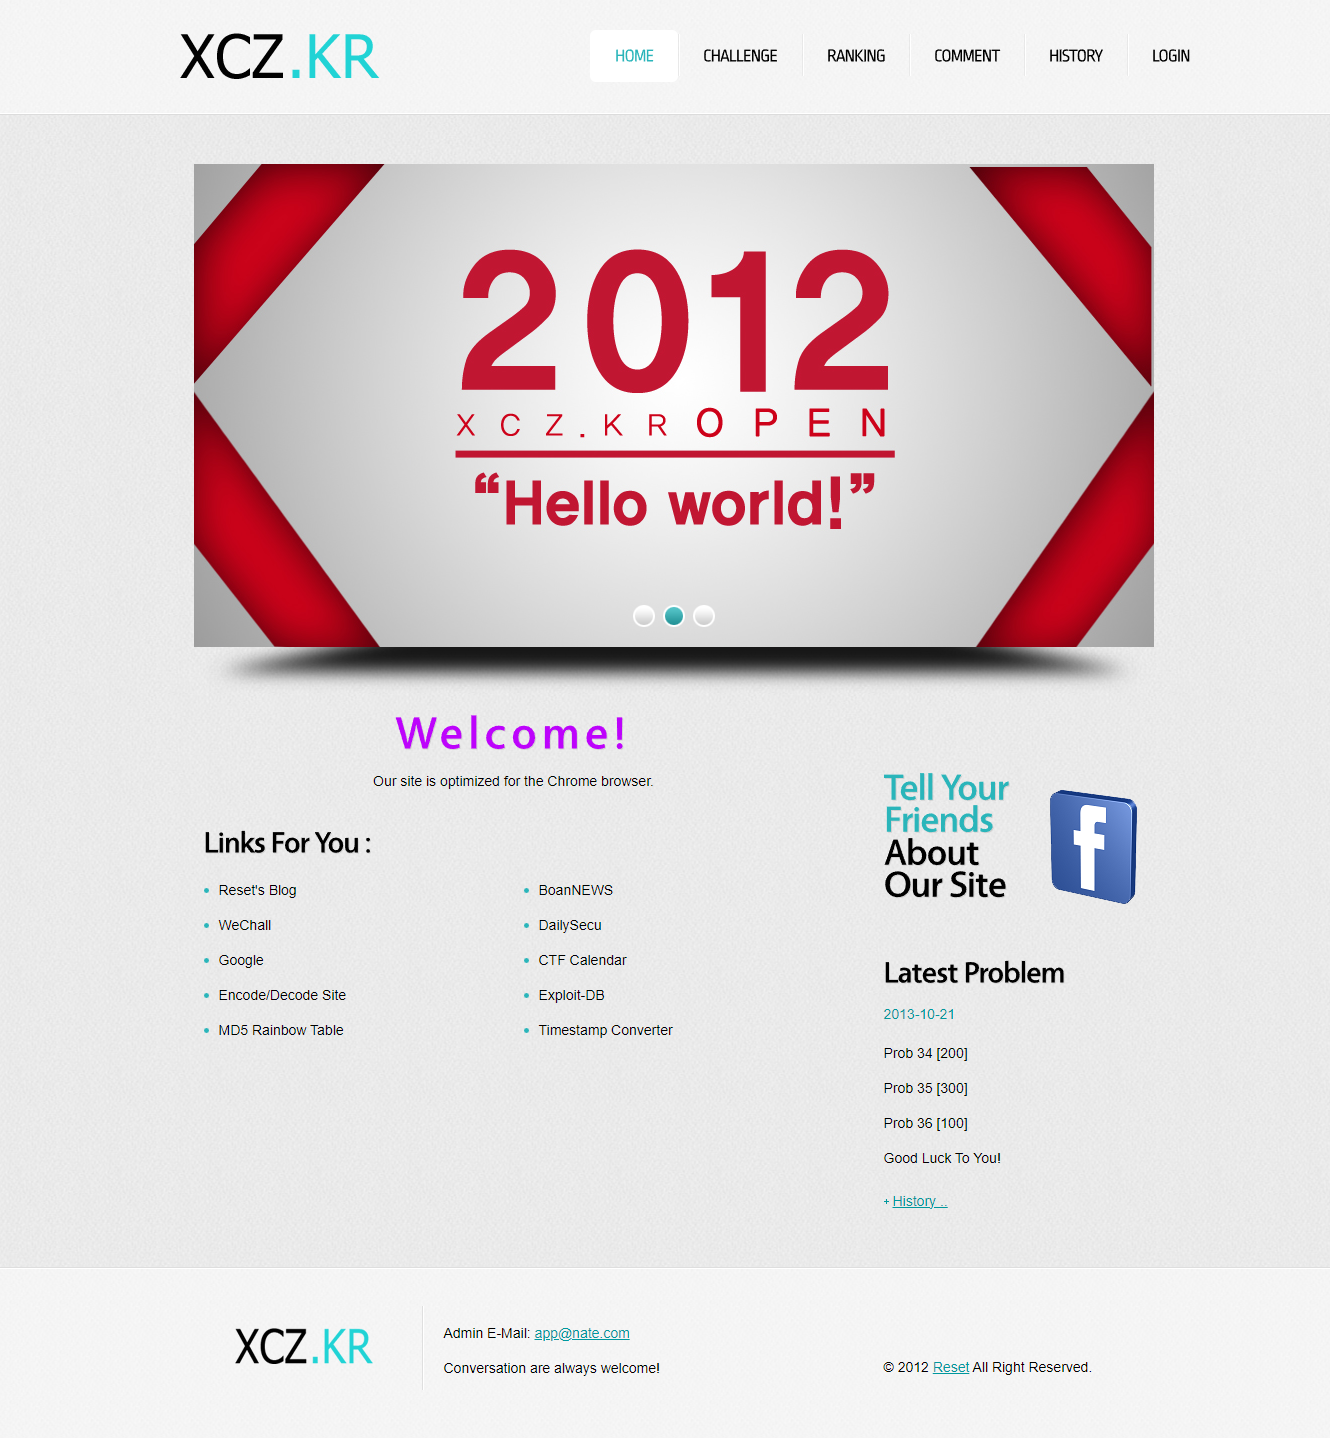 XCZ.KR
HOME CHALLENGE RANKING COMMENT HISTORY LOGIN
2012
XCZ.KR OPEN
“Hello world!”
Welcome!
Our site is optimized for the Chrome browser.
Links For You :
Reset's Blog
WeChall
Google
Encode/Decode Site
MD5 Rainbow Table
BoanNEWS
DailySecu
CTF Calendar
Exploit-DB
Timestamp Converter
Tell Your
Friends
About
Our Site
f
Latest Problem
2013-10-21
Prob 34 [200]
Prob 35 [300]
Prob 36 [100]
Good Luck To You!
+ History ..
XCZ.KR
Admin E-Mail: app@nate.com
Conversation are always welcome!
© 2012 Reset All Right Reserved.